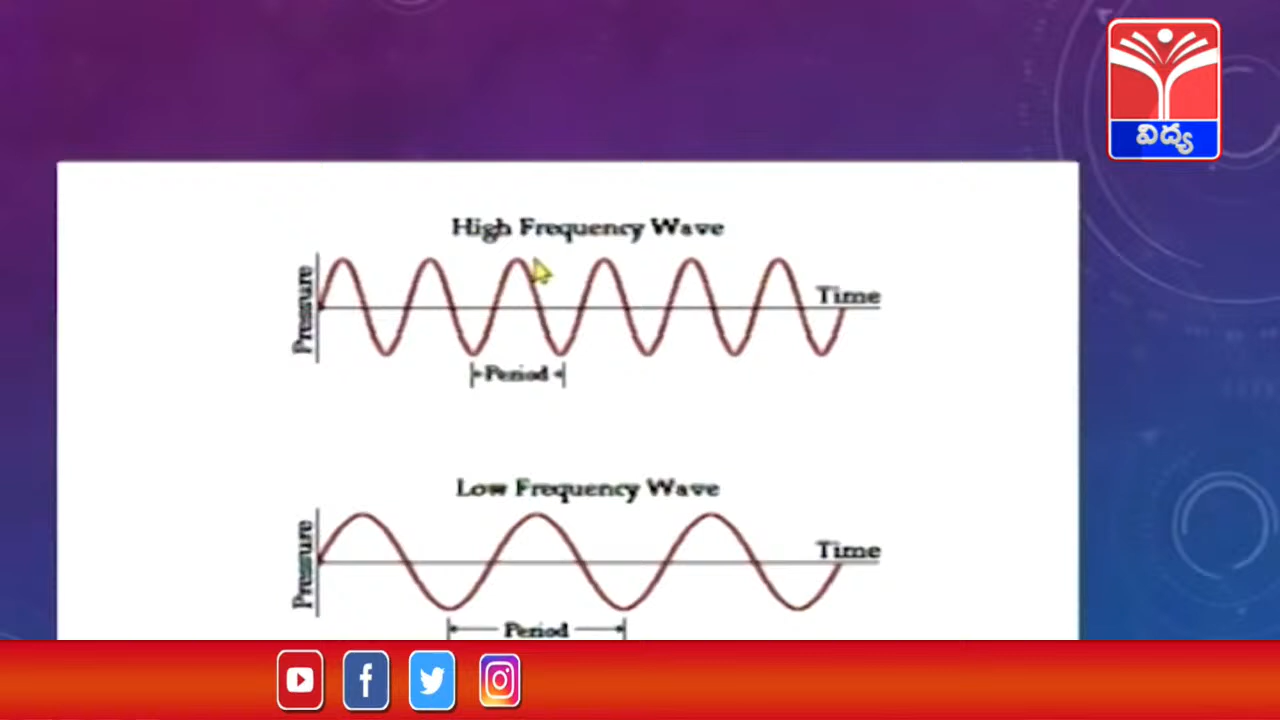 విద్య
High Frequency Wave
Pressure
Time
Period
Low Frequency Wave
Pressure
Time
Period